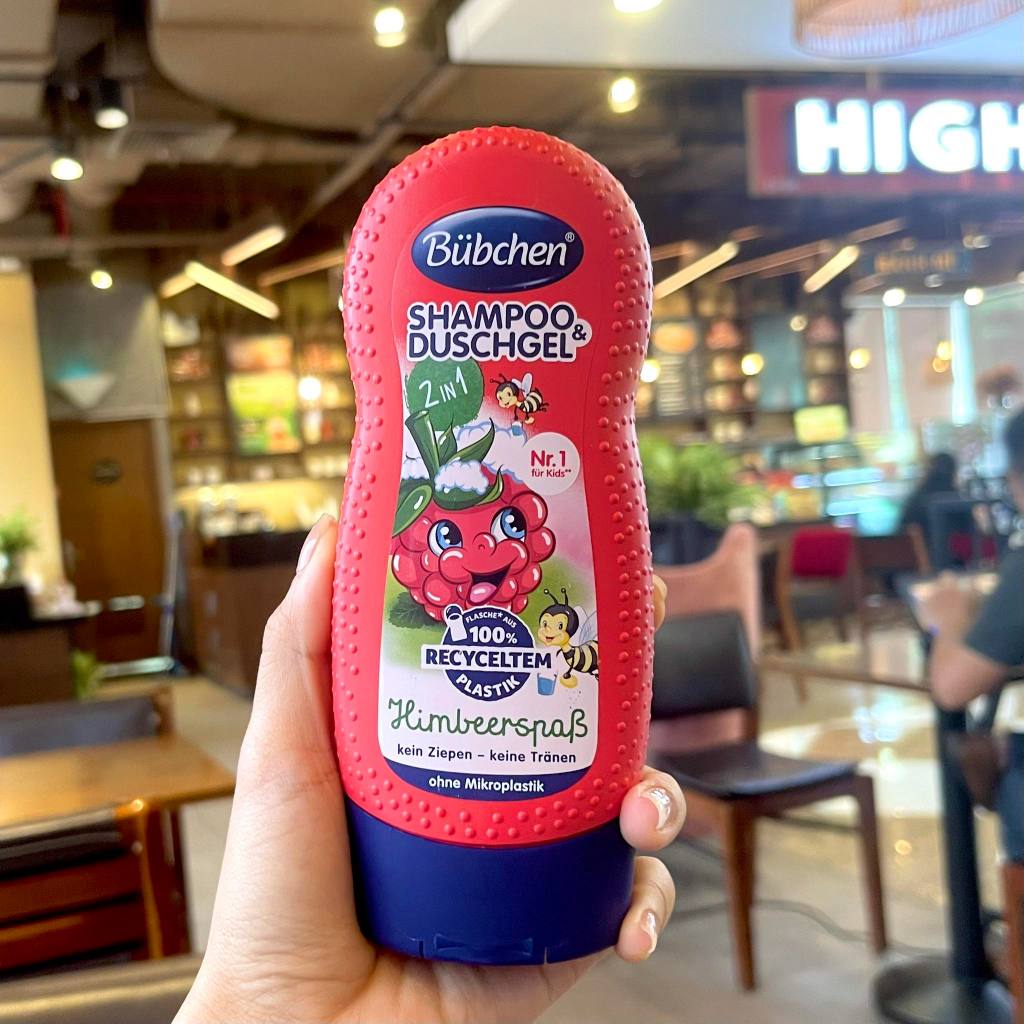 HIGH
Bübchen®
SHAMPOO
& DUSCHGEL
2 IN 1
Nr. 1
für Kids**
FLASCHE* AUS
100%
RECYCELTEM
PLASTIK
Himbeerspaß
kein Ziepen – keine Tränen
ohne Mikroplastik